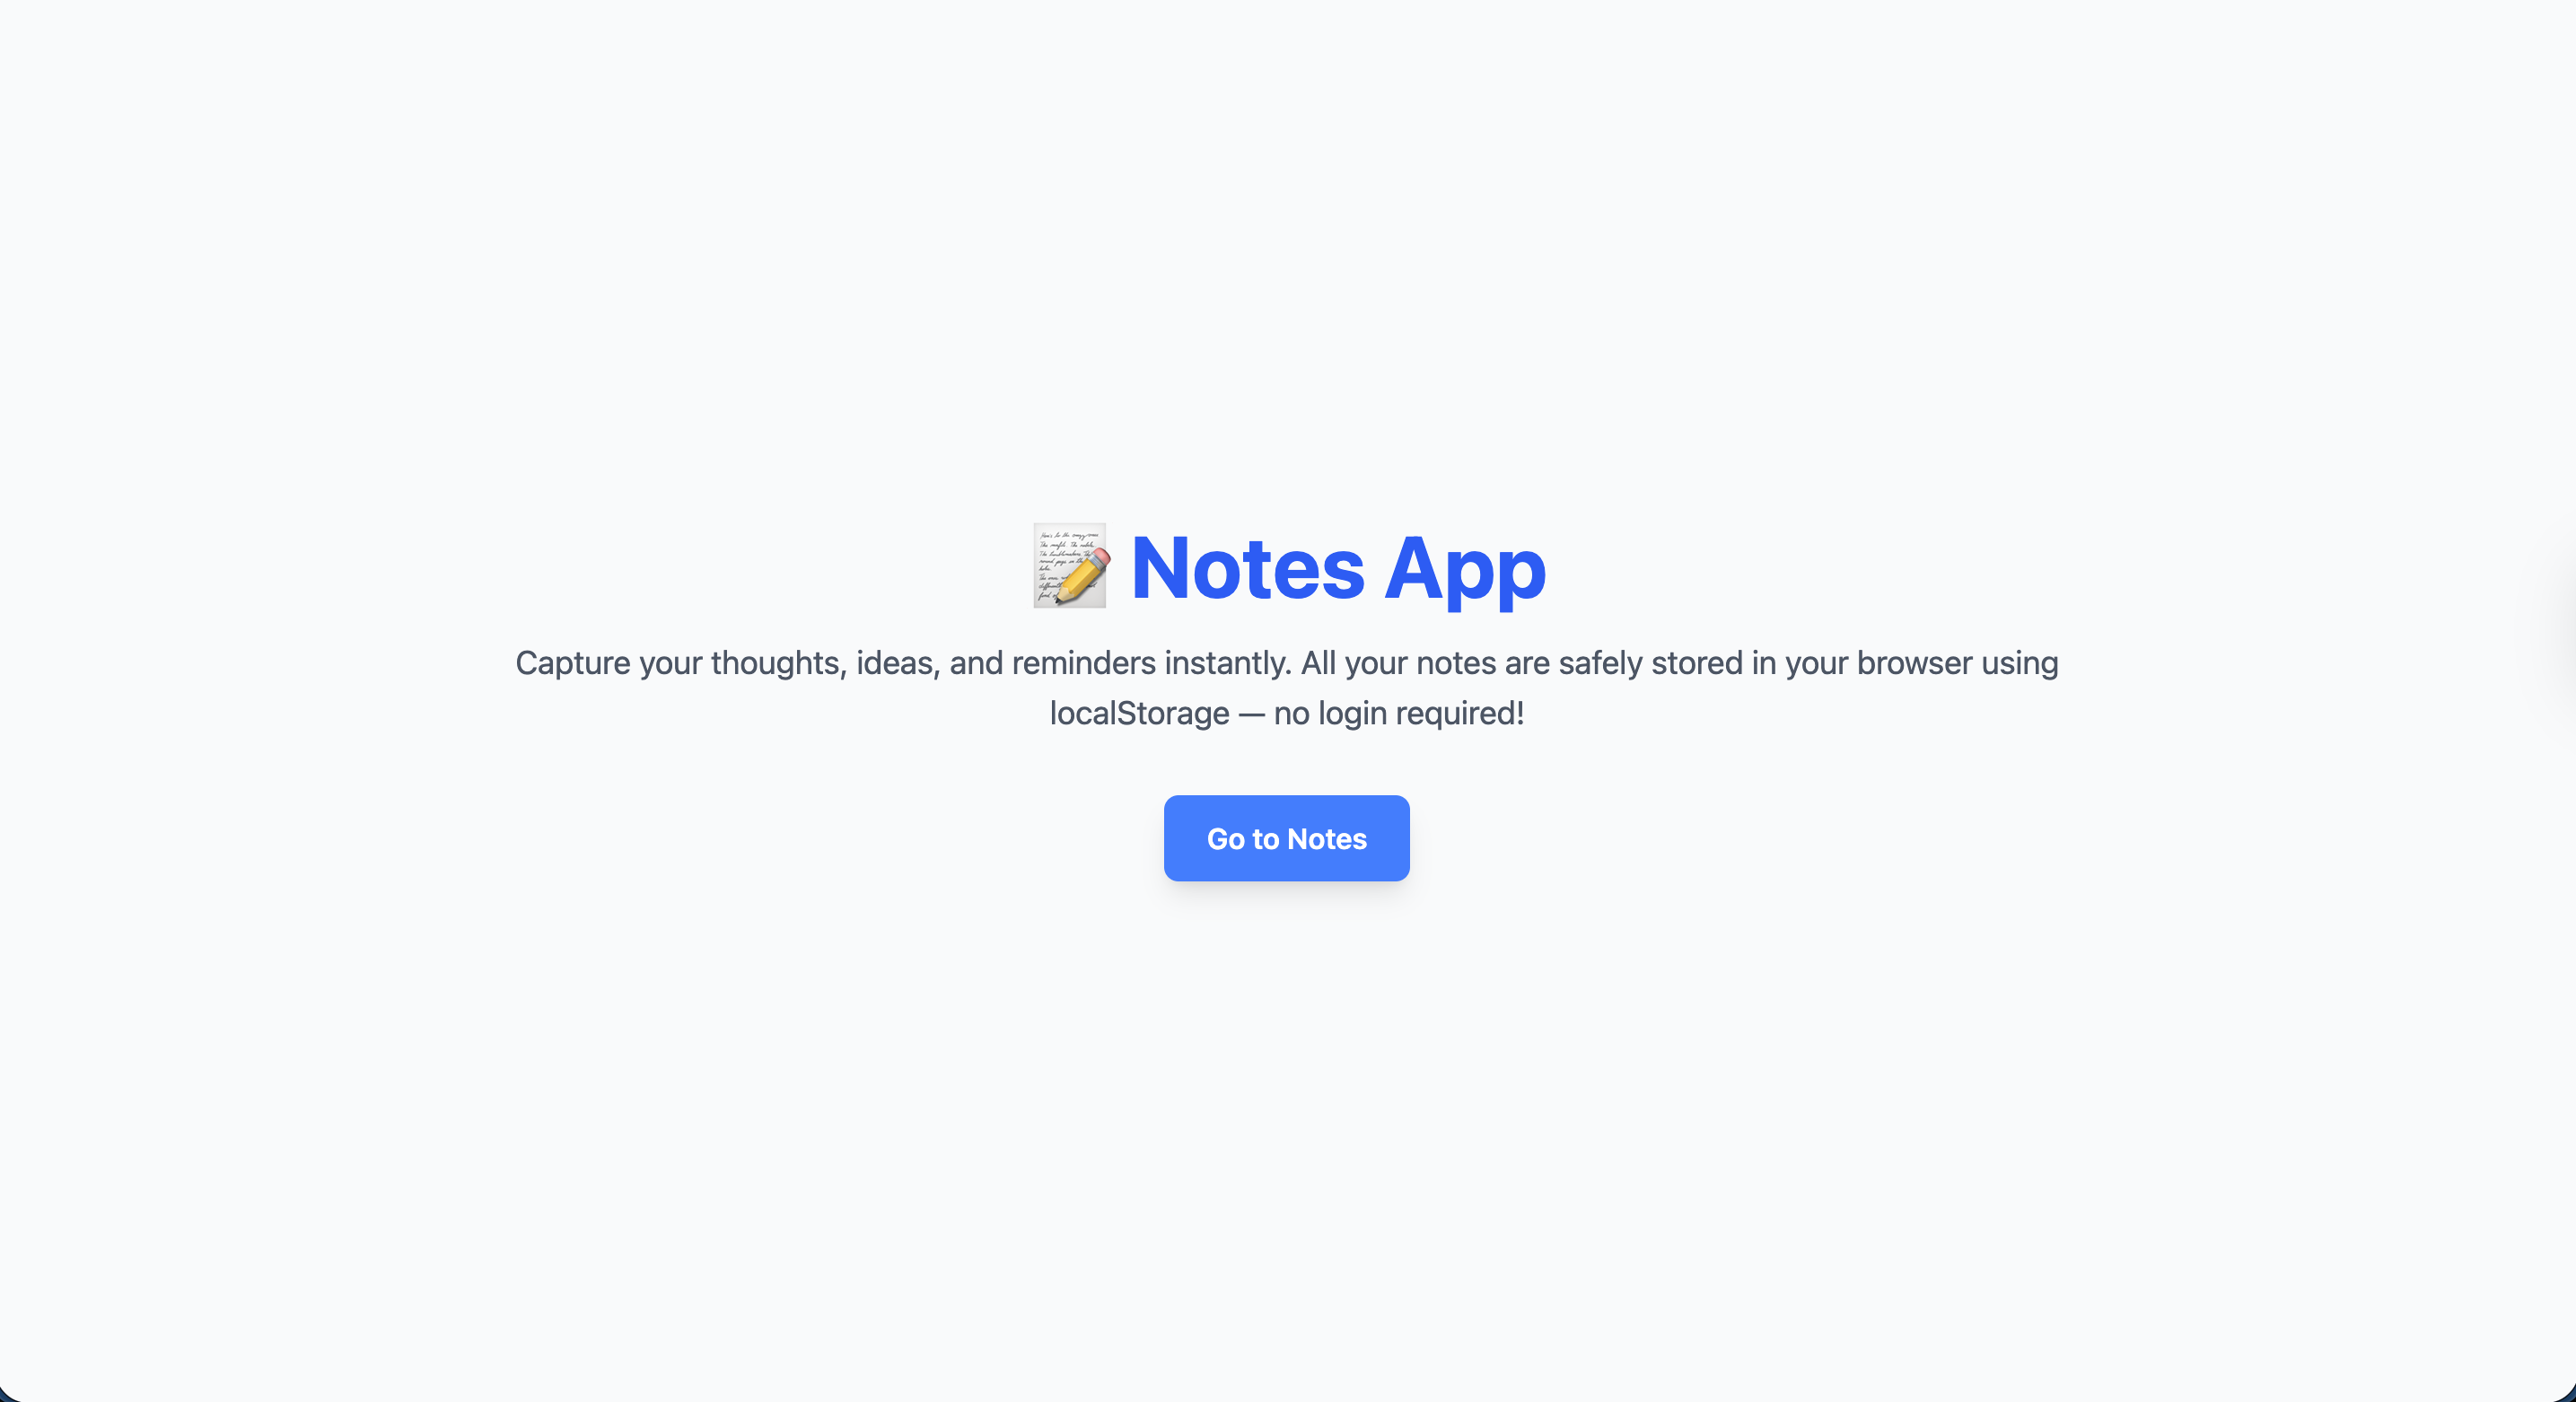 Notes App
Capture your thoughts, ideas, and reminders instantly. All your notes are safely stored in your browser using
localStorage — no login required!
Go to Notes